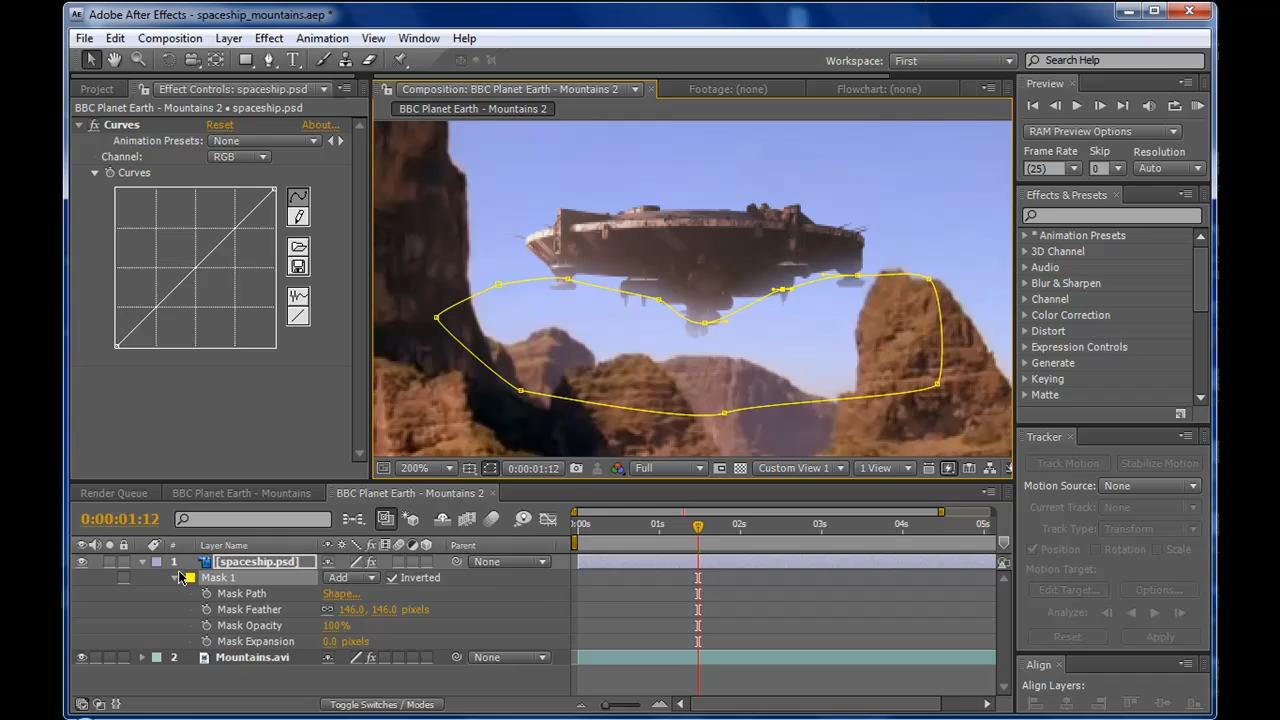 Adobe After Effects - spaceship_mountains.aep *
File Edit Composition Layer Effect Animation View Window Help
Workspace: First Search Help
Project Effect Controls: spaceship.psd
BBC Planet Earth - Mountains 2 • spaceship.psd
Curves Reset About...
Animation Presets: None
Channel: RGB
Curves
Composition: BBC Planet Earth - Mountains 2 Footage: (none) Flowchart: (none)
BBC Planet Earth - Mountains 2
200% 0:00:01:12 Full Custom View 1 1 View
Preview
RAM Preview Options
Frame Rate Skip Resolution
(25) 0 Auto
Effects & Presets
* Animation Presets
3D Channel
Audio
Blur & Sharpen
Channel
Color Correction
Distort
Expression Controls
Generate
Keying
Matte
Tracker
Track Motion Stabilize Motion
Motion Source: None
Current Track: None
Track Type: Transform
Position Rotation Scale
Motion Target:
Edit Target... Options...
Analyze:
Reset Apply
Align
Align Layers:
Render Queue BBC Planet Earth - Mountains BBC Planet Earth - Mountains 2
0:00:01:12
:00s 01s 02s 03s 04s 05s
# Layer Name Parent
1 [spaceship.psd] None
Mask 1 Add Inverted
Mask Path Shape...
Mask Feather 146.0, 146.0 pixels
Mask Opacity 100%
Mask Expansion 0.0 pixels
2 Mountains.avi None
Toggle Switches / Modes